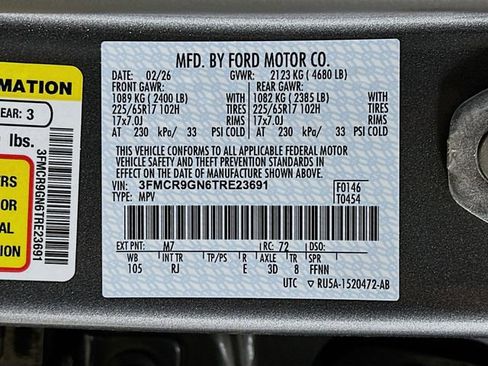 MFD. BY FORD MOTOR CO.
DATE: 02/26 GVWR: 2123 KG ( 4680 LB)
FRONT GAWR: REAR GAWR:
1089 KG ( 2400 LB) WITH 1082 KG ( 2385 LB) WITH
225/65R17 102H TIRES 225/65R17 102H TIRES
17x7.0J RIMS 17x7.0J RIMS
AT 230 kPa/ 33 PSI COLD AT 230 kPa/ 33 PSI COLD
THIS VEHICLE CONFORMS TO ALL APPLICABLE FEDERAL MOTOR
VEHICLE SAFETY AND THEFT PREVENTION STANDARDS IN
EFFECT ON THE DATE OF MANUFACTURE SHOWN ABOVE.
VIN: 3FMCR9GN6TRE23691 F0146
TYPE: MPV T0454
EXT PNT: M7 RC: 72 DSO:
WB INT TR TP/PS R AXLE TR SPR
105 RJ E 3D 8 FFNN
UTC ▽ RU5A-1520472-AB
RMATION
EAR: 3
lbs.
3FMCR9GN6TRE23691
ERS
OR
AL
ION